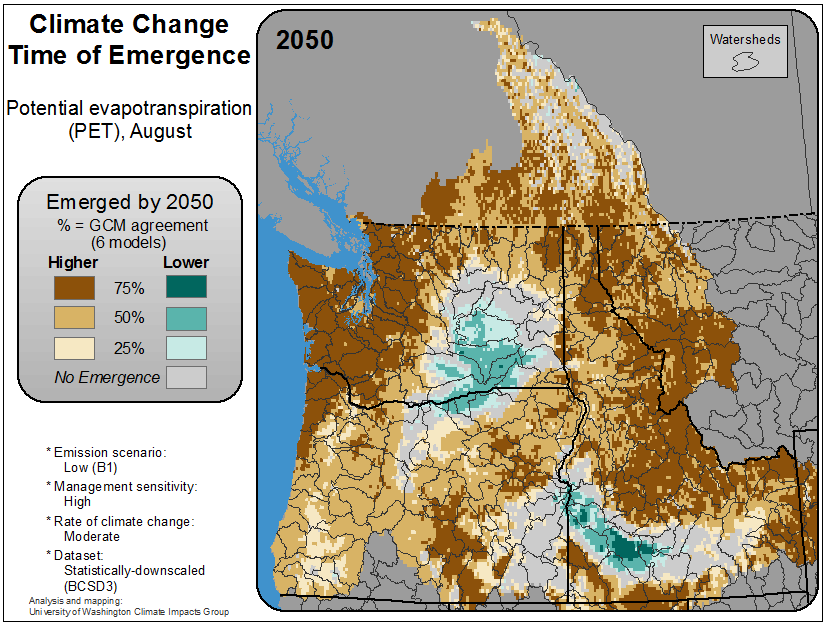 Climate Change
Time of Emergence
Potential evapotranspiration
(PET), August
Emerged by 2050
% = GCM agreement
(6 models)
Higher Lower
75%
50%
25%
No Emergence
* Emission scenario:
Low (B1)
* Management sensitivity:
High
* Rate of climate change:
Moderate
* Dataset:
Statistically-downscaled
(BCSD3)
Analysis and mapping:
University of Washington Climate Impacts Group
2050
Watersheds